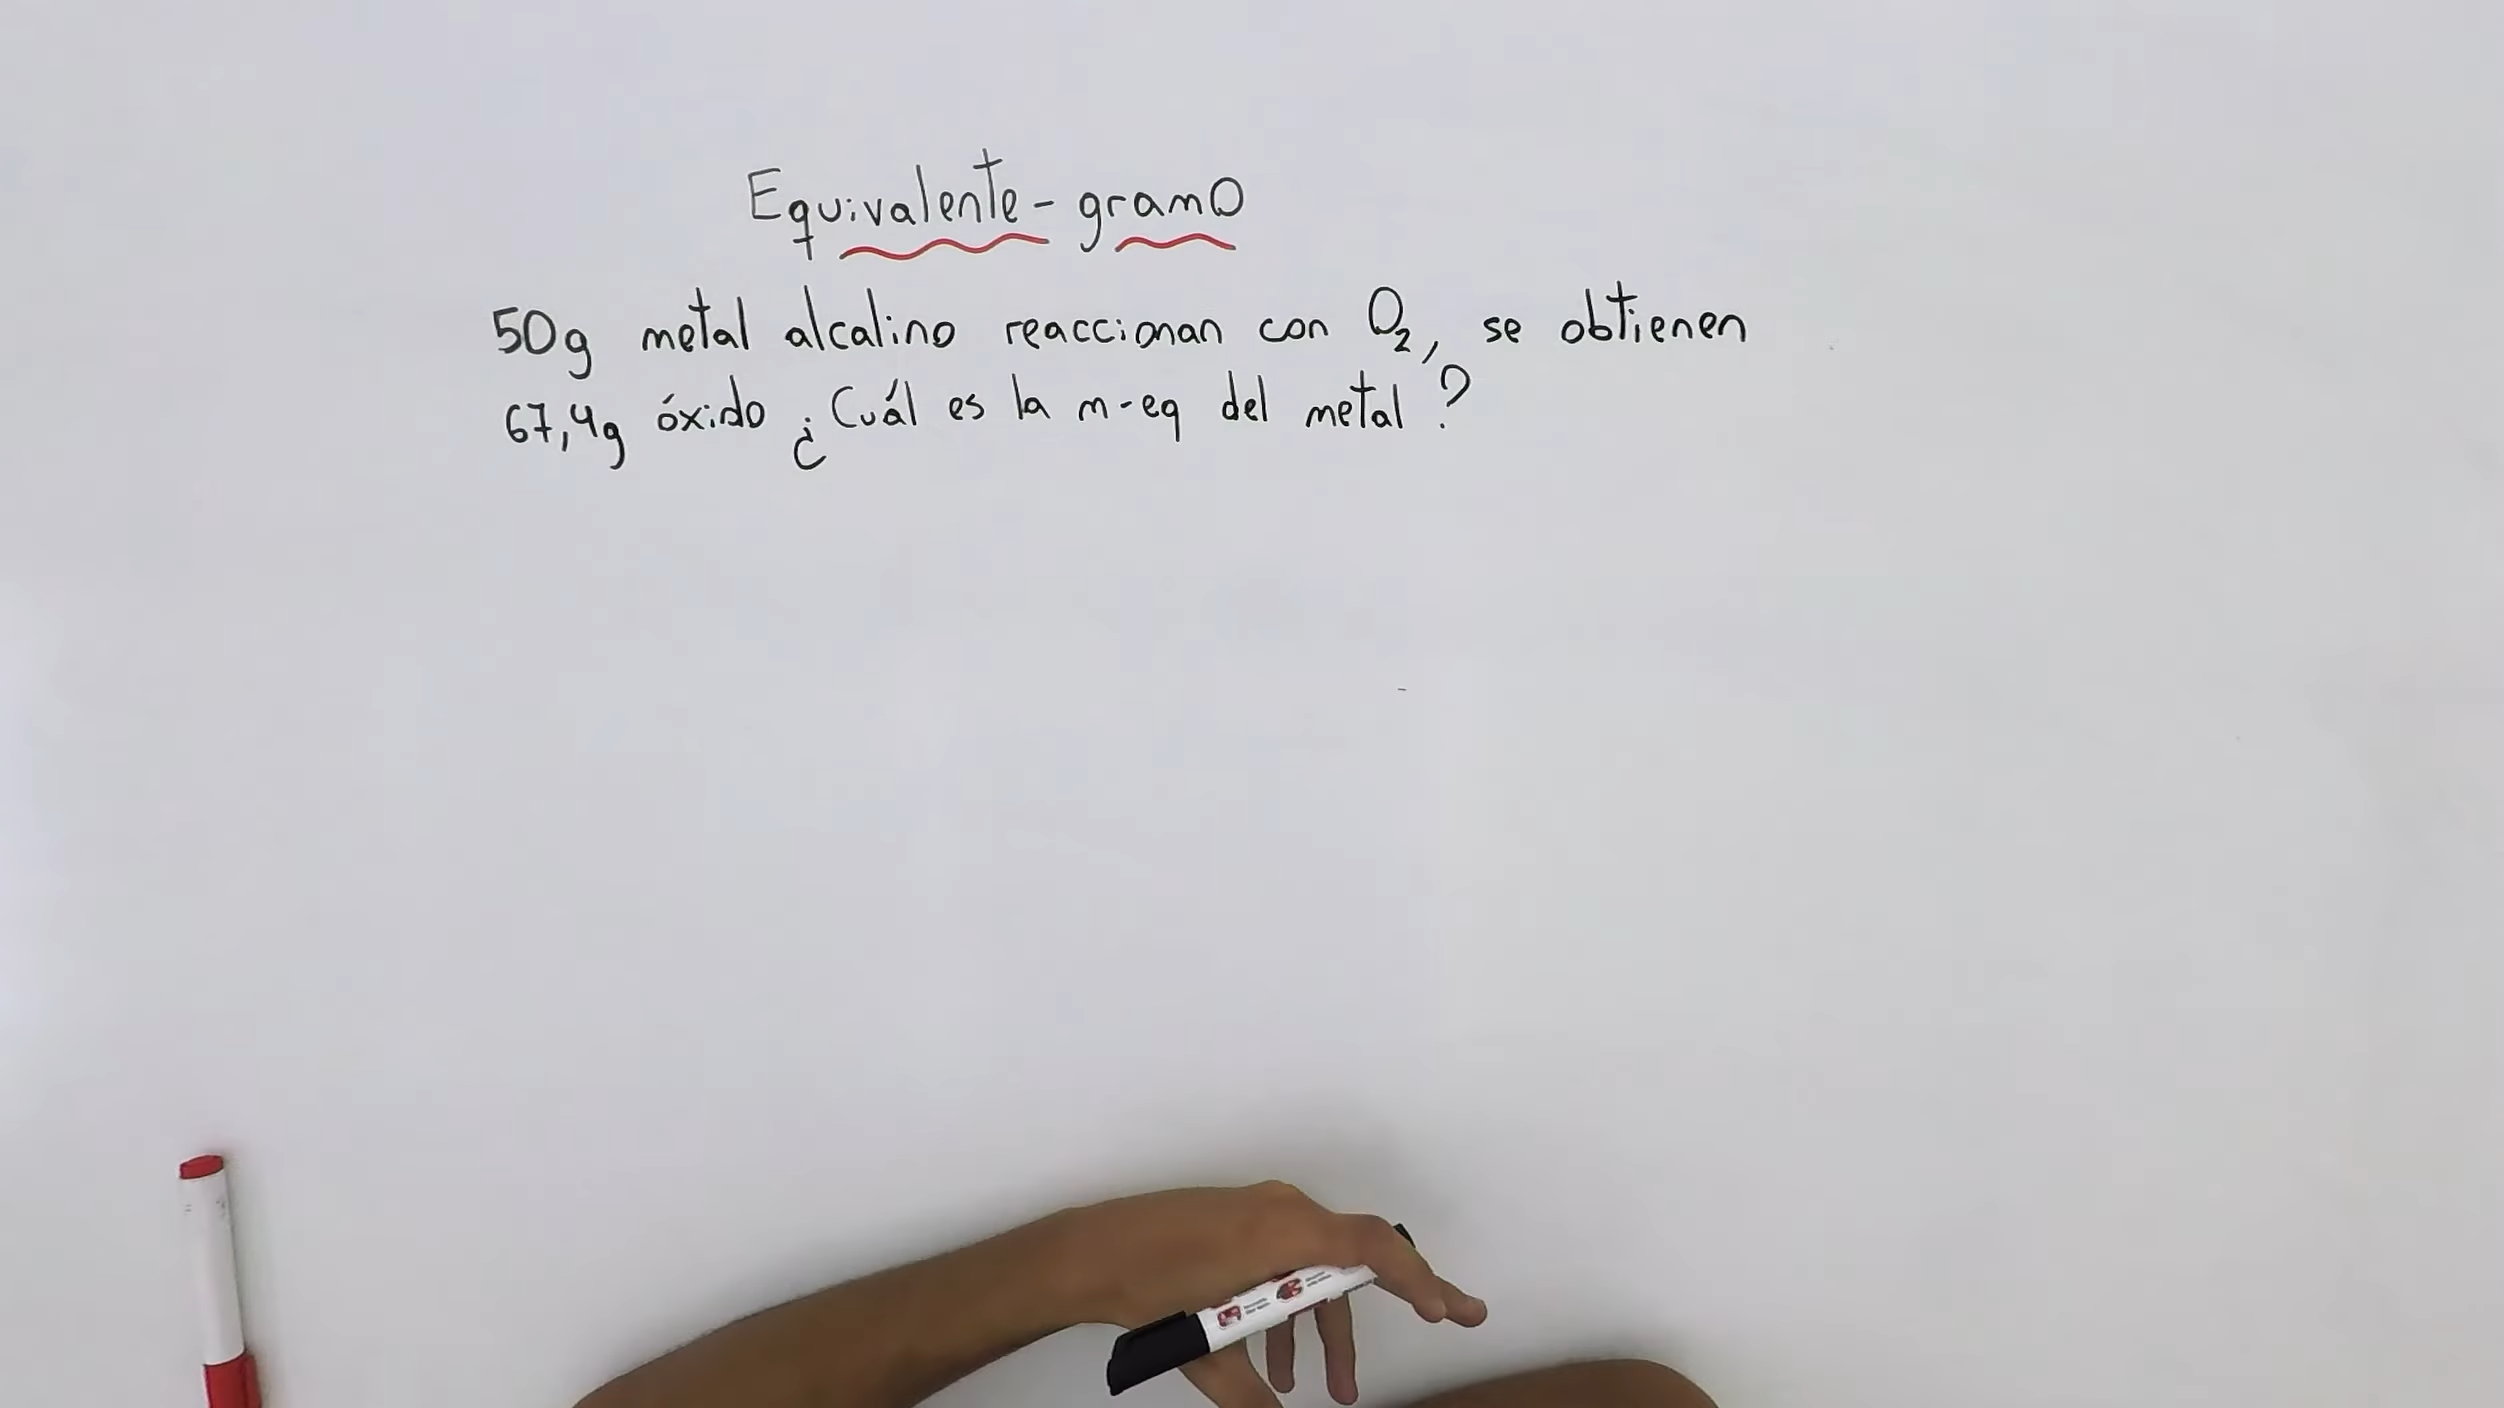 Equivalente-gramo
50g metal alcalino reaccionan con O₂, se obtienen
67,4g óxido ¿Cuál es la m-eq del metal?